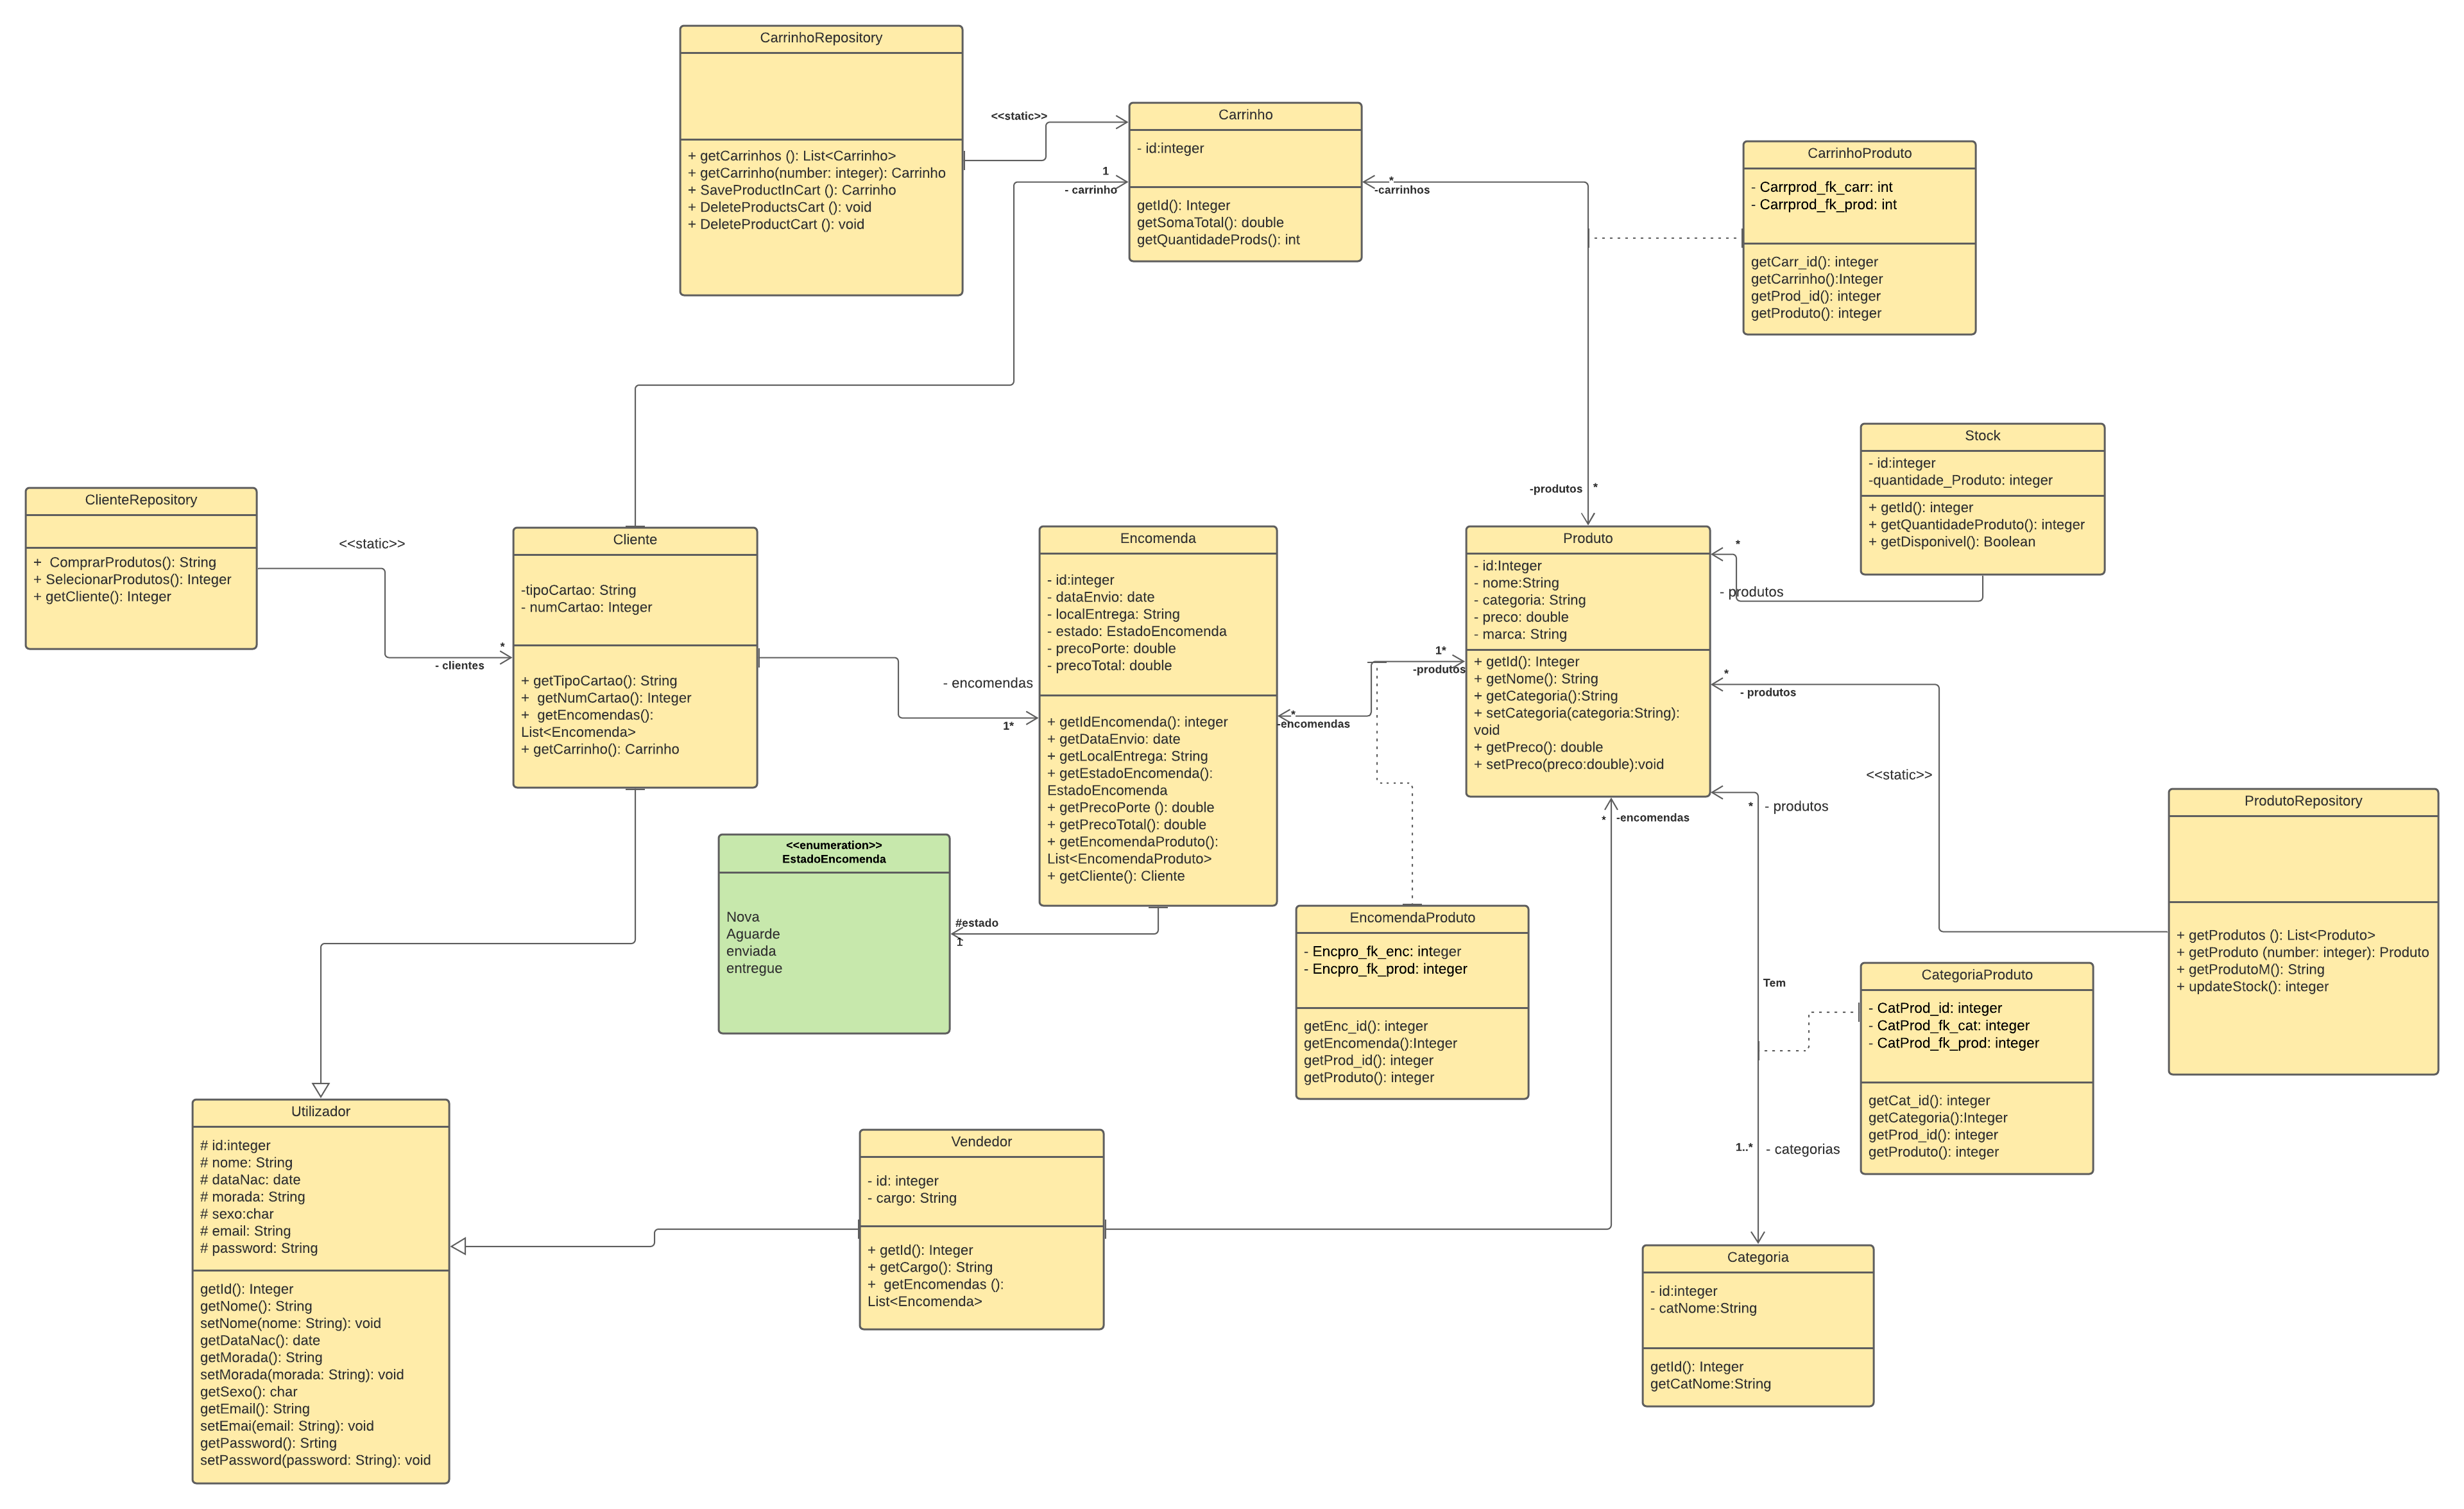 CarrinhoRepository
+ getCarrinhos (): List<Carrinho>
+ getCarrinho(number: integer): Carrinho
+ SaveProductInCart (): Carrinho
+ DeleteProductsCart (): void
+ DeleteProductCart (): void
<<static>>
Carrinho
- id:integer
getId(): Integer
getSomaTotal(): double
getQuantidadeProds(): int
1
- carrinho
*
-carrinhos
CarrinhoProduto
- Carrprod_fk_carr: int
- Carrprod_fk_prod: int
getCarr_id(): integer
getCarrinho():Integer
getProd_id(): integer
getProduto(): integer
-produtos
*
Stock
- id:integer
-quantidade_Produto: integer
+ getId(): integer
+ getQuantidadeProduto(): integer
+ getDisponivel(): Boolean
*
- produtos
ClienteRepository
+  ComprarProdutos(): String
+ SelecionarProdutos(): Integer
+ getCliente(): Integer
<<static>>
*
- clientes
Cliente
-tipoCartao: String
- numCartao: Integer
+ getTipoCartao(): String
+  getNumCartao(): Integer
+  getEncomendas():
List<Encomenda>
+ getCarrinho(): Carrinho
- encomendas
1*
Encomenda
- id:integer
- dataEnvio: date
- localEntrega: String
- estado: EstadoEncomenda
- precoPorte: double
- precoTotal: double
+ getIdEncomenda(): integer
+ getDataEnvio: date
+ getLocalEntrega: String
+ getEstadoEncomenda():
EstadoEncomenda
+ getPrecoPorte (): double
+ getPrecoTotal(): double
+ getEncomendaProduto():
List<EncomendaProduto>
+ getCliente(): Cliente
1*
-produtos
*
-encomendas
Produto
- id:Integer
- nome:String
- categoria: String
- preco: double
- marca: String
+ getId(): Integer
+ getNome(): String
+ getCategoria():String
+ setCategoria(categoria:String):
void
+ getPreco(): double
+ setPreco(preco:double):void
*
- produtos
<<static>>
*
- produtos
*
-encomendas
ProdutoRepository
+ getProdutos (): List<Produto>
+ getProduto (number: integer): Produto
+ getProdutoM(): String
+ updateStock(): integer
<<enumeration>>
EstadoEncomenda
Nova
Aguarde
enviada
entregue
#estado
1
EncomendaProduto
- Encpro_fk_enc: integer
- Encpro_fk_prod: integer
getEnc_id(): integer
getEncomenda():Integer
getProd_id(): integer
getProduto(): integer
Tem
CategoriaProduto
- CatProd_id: integer
- CatProd_fk_cat: integer
- CatProd_fk_prod: integer
getCat_id(): integer
getCategoria():Integer
getProd_id(): integer
getProduto(): integer
1..*
- categorias
Utilizador
# id:integer
# nome: String
# dataNac: date
# morada: String
# sexo:char
# email: String
# password: String
getId(): Integer
getNome(): String
setNome(nome: String): void
getDataNac(): date
getMorada(): String
setMorada(morada: String): void
getSexo(): char
getEmail(): String
setEmai(email: String): void
getPassword(): Srting
setPassword(password: String): void
Vendedor
- id: integer
- cargo: String
+ getId(): Integer
+ getCargo(): String
+  getEncomendas ():
List<Encomenda>
Categoria
- id:integer
- catNome:String
getId(): Integer
getCatNome:String